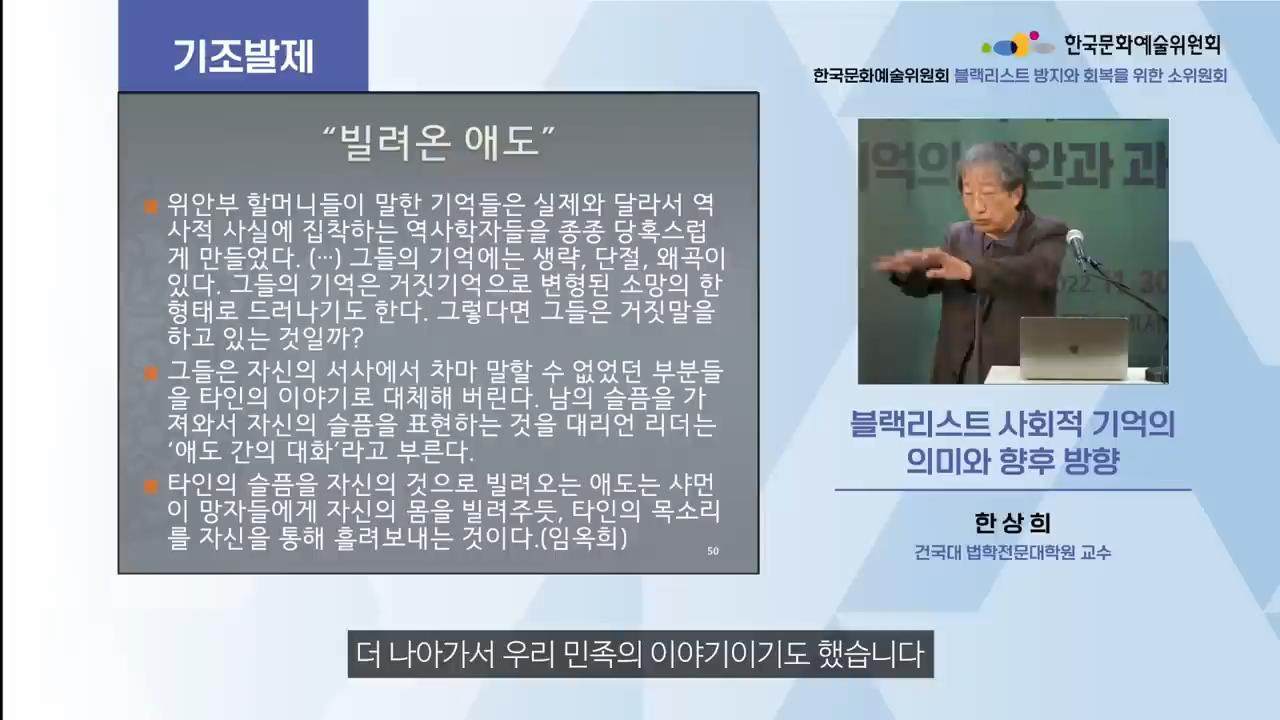 기조발제
한국문화예술위원회
한국문화예술위원회 블랙리스트 방지와 회복을 위한 소위원회
“빌려온 애도”
위안부 할머니들이 말한 기억들은 실제와 달라서 역
사적 사실에 집착하는 역사학자들을 종종 당혹스럽
게 만들었다. (…) 그들의 기억에는 생략, 단절, 왜곡이
있다. 그들의 기억은 거짓기억으로 변형된 소망의 한
형태로 드러나기도 한다. 그렇다면 그들은 거짓말을
하고 있는 것일까?
그들은 자신의 서사에서 차마 말할 수 없었던 부분들
을 타인의 이야기로 대체해 버린다. 남의 슬픔을 가
져와서 자신의 슬픔을 표현하는 것을 대리언 리더는
‘애도 간의 대화’라고 부른다.
타인의 슬픔을 자신의 것으로 빌려오는 애도는 샤먼
이 망자들에게 자신의 몸을 빌려주듯, 타인의 목소리
를 자신을 통해 흘려보내는 것이다.(임옥희)
50
억의
안과 과
2022. 11. 30
블랙리스트 사회적 기억의
의미와 향후 방향
한상희
건국대 법학전문대학원 교수
더 나아가서 우리 민족의 이야기이기도 했습니다